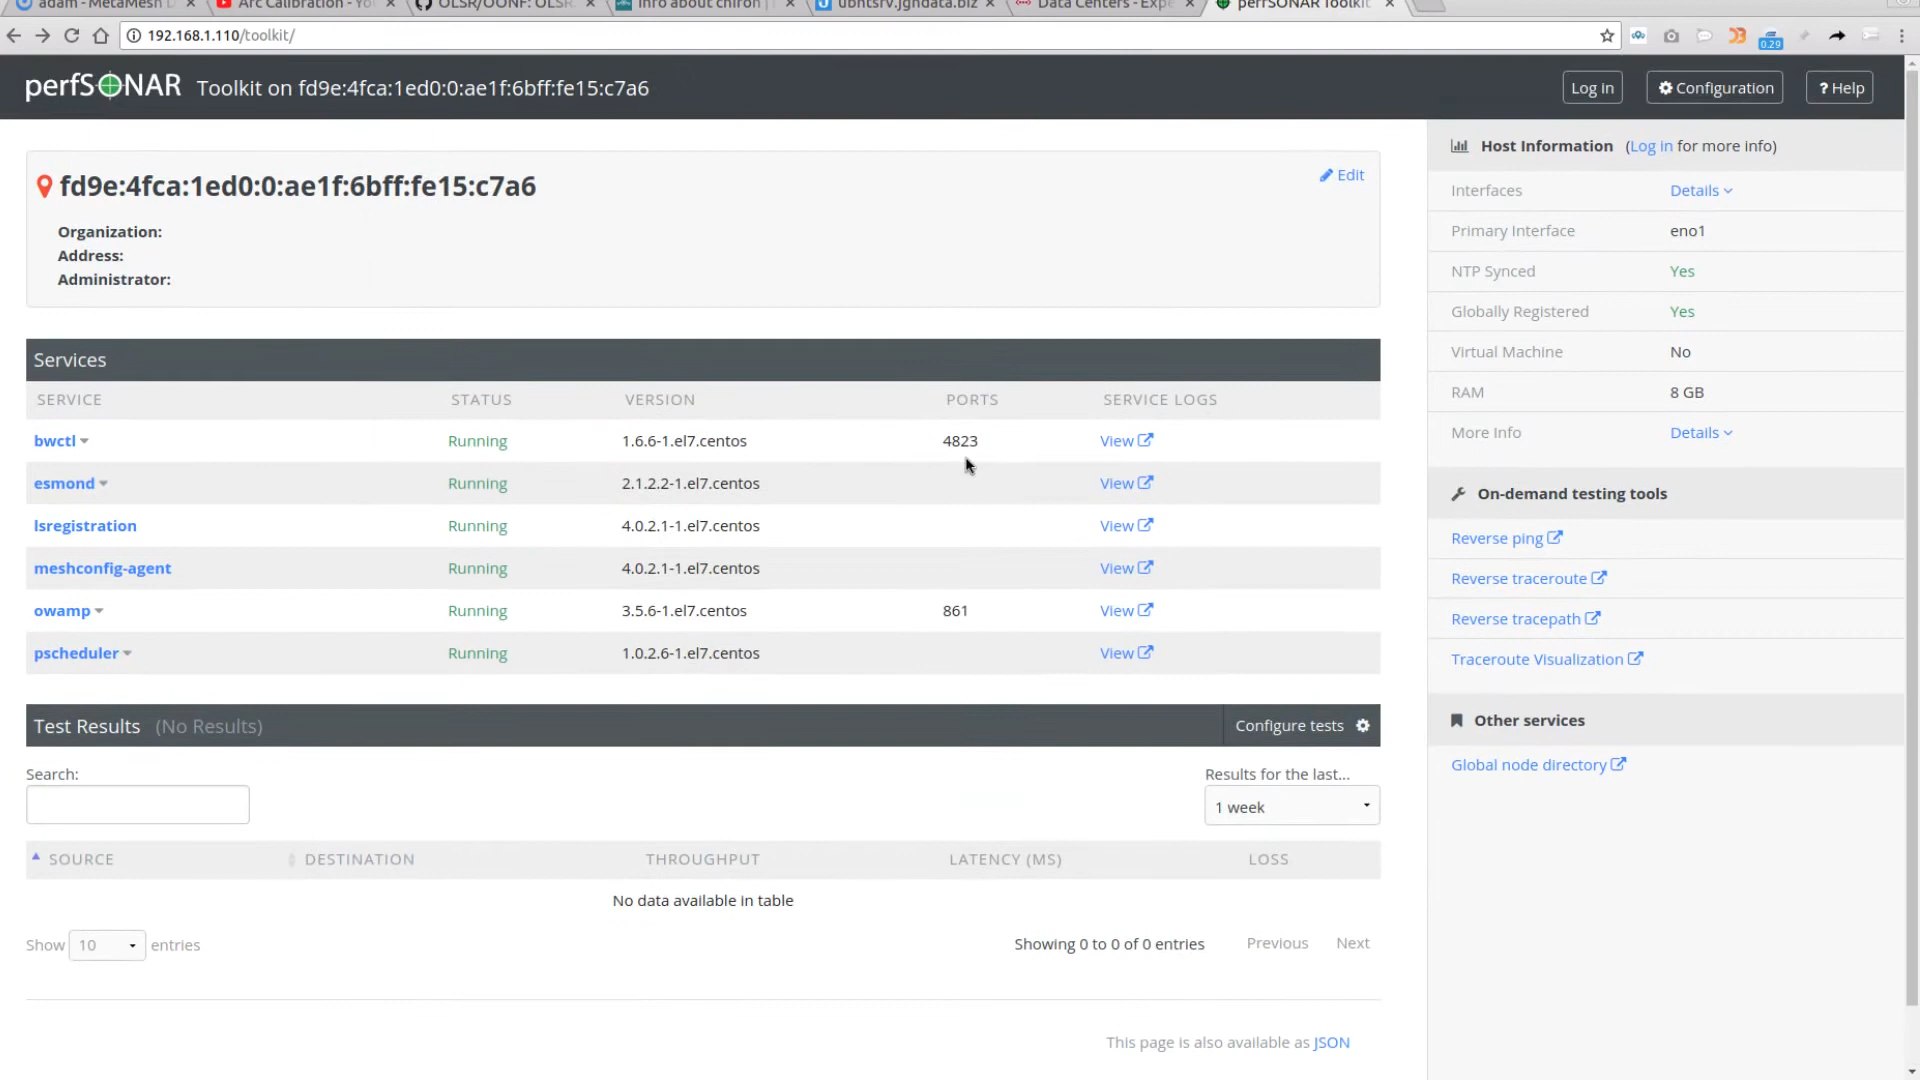 adam - MetaMesh
Arc Calibration - Yo
OLSR/OONF: OLSR
Info about chiron |
ubntsrv.jghdata.biz
Data Centers - Expe
perfSONAR Toolkit
192.168.1.110/toolkit/
0.29
perfSONAR Toolkit on fd9e:4fca:1ed0:0:ae1f:6bff:fe15:c7a6
Log In
Configuration
? Help
fd9e:4fca:1ed0:0:ae1f:6bff:fe15:c7a6
Edit
Organization:
Address:
Administrator:
Services
SERVICE STATUS VERSION PORTS SERVICE LOGS
bwctl Running 1.6.6-1.el7.centos 4823 View
esmond Running 2.1.2.2-1.el7.centos View
lsregistration Running 4.0.2.1-1.el7.centos View
meshconfig-agent Running 4.0.2.1-1.el7.centos View
owamp Running 3.5.6-1.el7.centos 861 View
pscheduler Running 1.0.2.6-1.el7.centos View
Test Results (No Results)
Configure tests
Search:
Results for the last...
1 week
SOURCE DESTINATION THROUGHPUT LATENCY (MS) LOSS
No data available in table
Show 10 entries
Showing 0 to 0 of 0 entries
Previous Next
This page is also available as JSON
Host Information (Log in for more info)
Interfaces Details
Primary Interface eno1
NTP Synced Yes
Globally Registered Yes
Virtual Machine No
RAM 8 GB
More Info Details
On-demand testing tools
Reverse ping
Reverse traceroute
Reverse tracepath
Traceroute Visualization
Other services
Global node directory